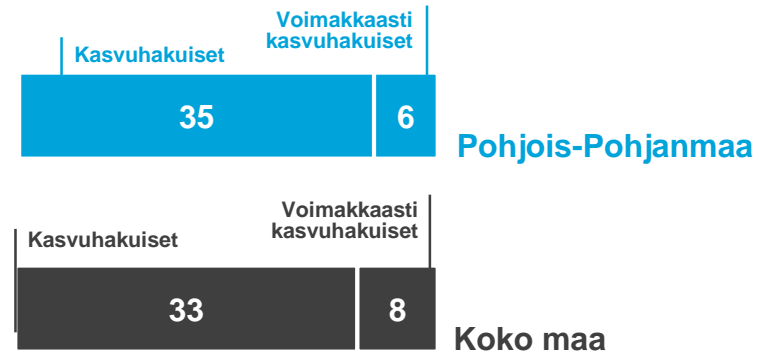 Voimakkaasti
kasvuhakuiset
Kasvuhakuiset
35
6
Pohjois-Pohjanmaa
Voimakkaasti
kasvuhakuiset
Kasvuhakuiset
33
8
Koko maa